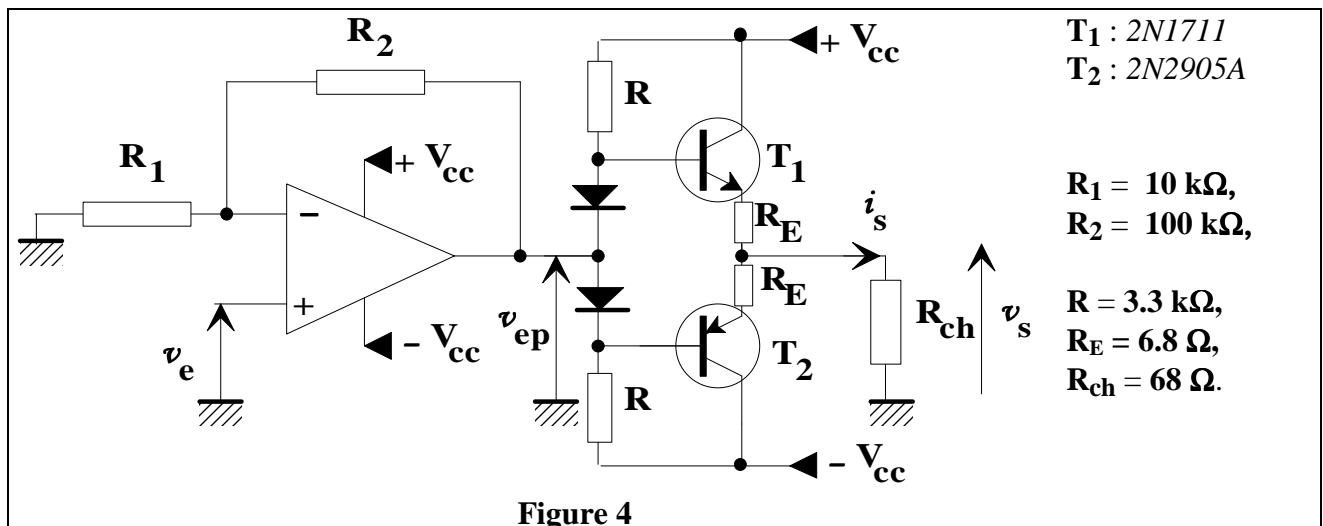 R2
R
R1
+ Vcc
- Vcc
−
+
ve
vep
+ Vcc
T1
RE
RE
T2
R
- Vcc
is
Rch
vs
T1 : 2N1711
T2 : 2N2905A
R1 = 10 kΩ,
R2 = 100 kΩ,
R = 3.3 kΩ,
RE = 6.8 Ω,
Rch = 68 Ω.
Figure 4